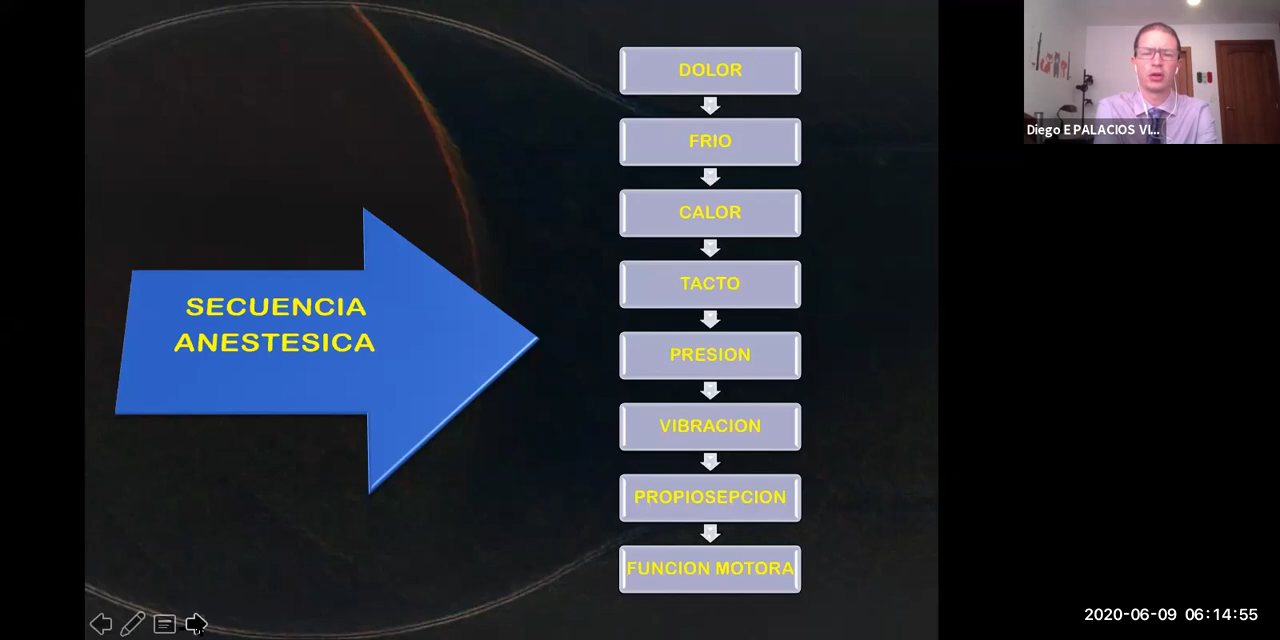 SECUENCIA
ANESTESICA
DOLOR
FRIO
CALOR
TACTO
PRESION
VIBRACION
PROPIOSEPCION
FUNCION MOTORA
Diego E PALACIOS VI...
2020-06-09 06:14:55